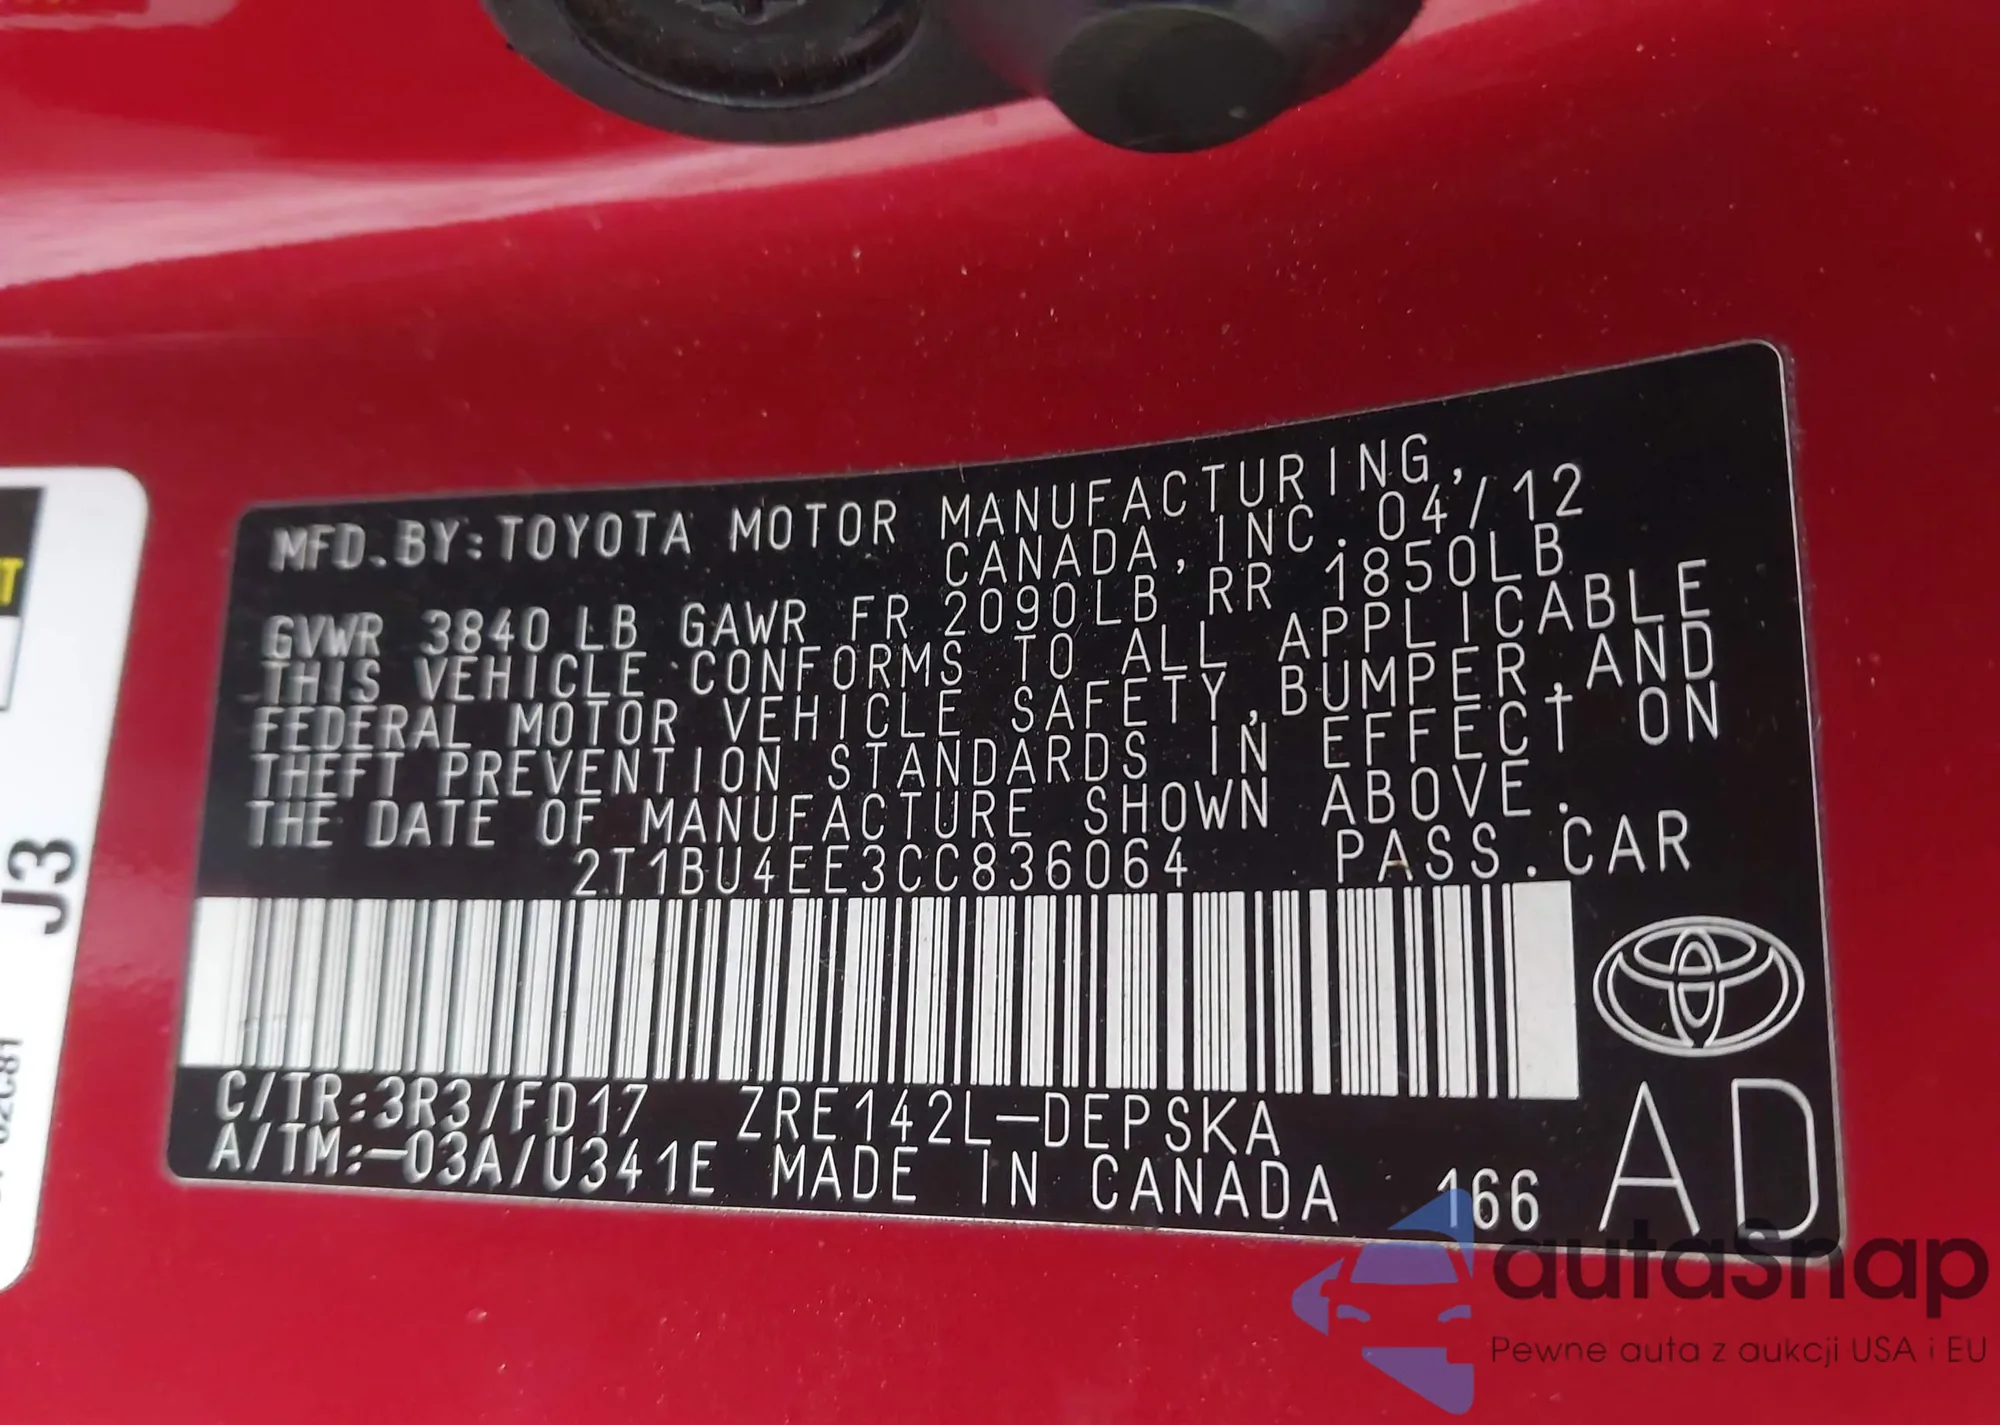 MFD.BY:TOYOTA MOTOR MANUFACTURING,
CANADA,INC. 04/12
GVWR 3840LB GAWR FR 2090LB RR 1850LB
THIS VEHICLE CONFORMS TO ALL APPLICABLE
FEDERAL MOTOR VEHICLE SAFETY,BUMPER,AND
THEFT PREVENTION STANDARDS IN EFFECT ON
THE DATE OF MANUFACTURE SHOWN ABOVE.
2T1BU4EE3CC836064 PASS.CAR
C/TR:3R3/FD17 ZRE142L-DEPSKA
A/TM:-03A/U341E MADE IN CANADA 166
AD
J3
autosnap
Pewne auta z aukcji USA i EU